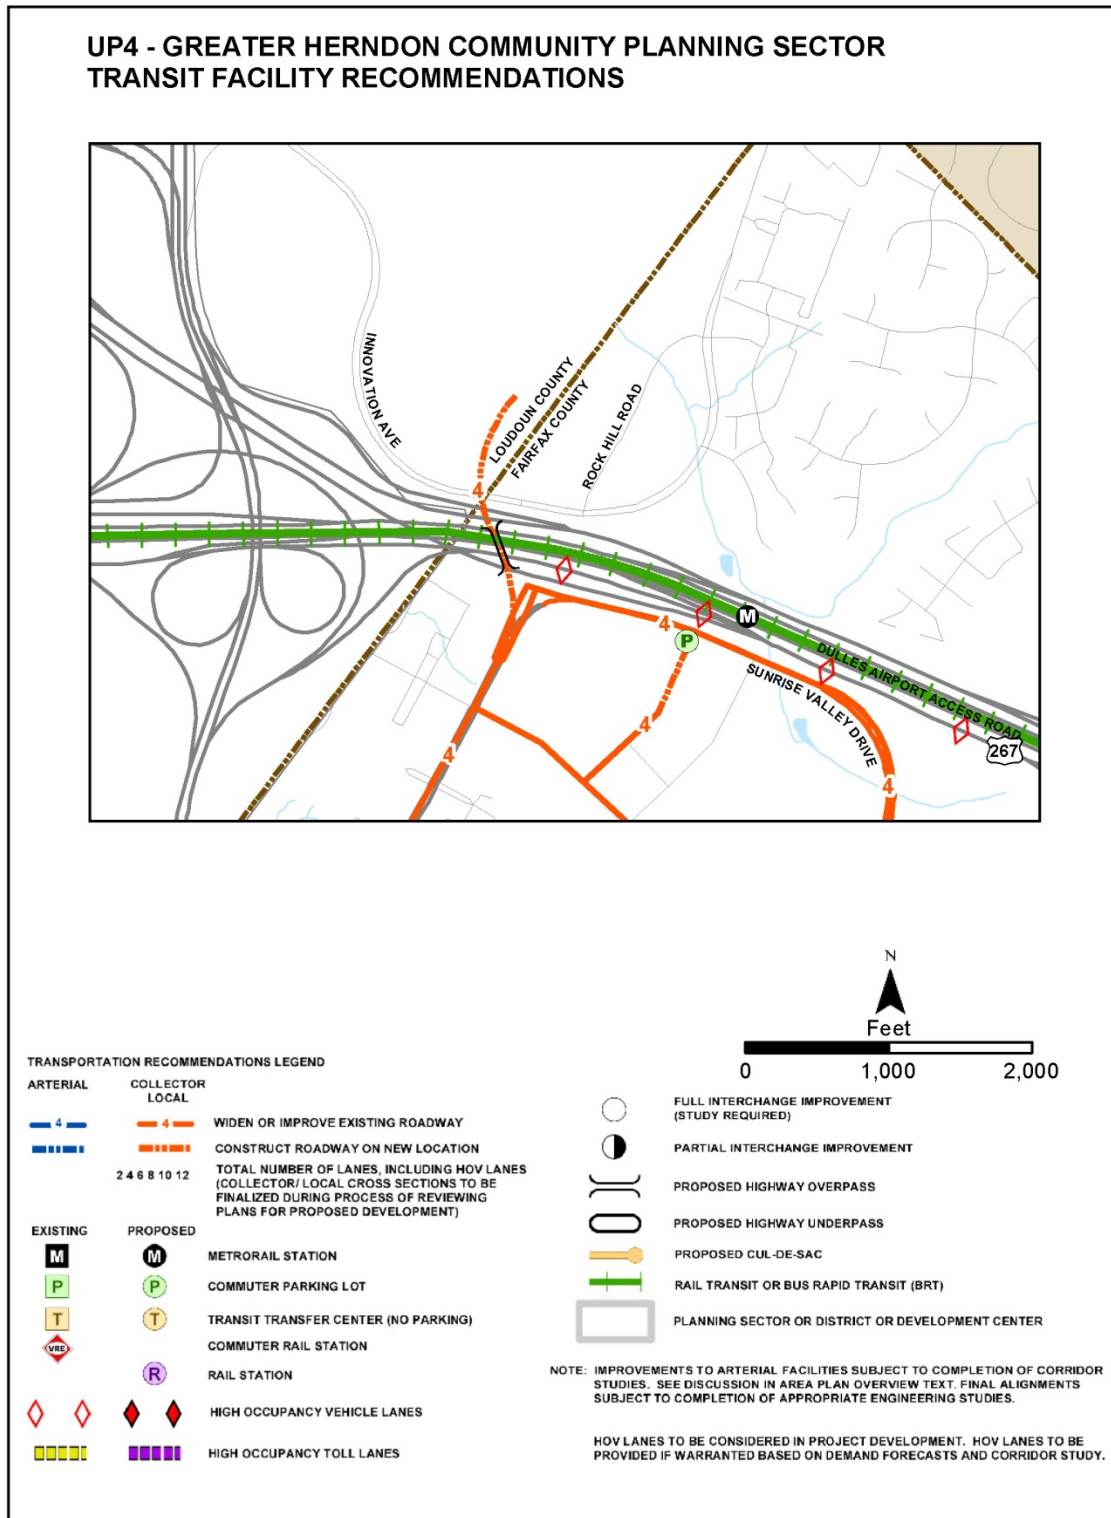 UP4 - GREATER HERNDON COMMUNITY PLANNING SECTOR
TRANSIT FACILITY RECOMMENDATIONS
INNOVATION AVE
LOUDOUN COUNTY
FAIRFAX COUNTY
ROCK HILL ROAD
4
M
4
P
DULLES AIRPORT ACCESS ROAD
SUNRISE VALLEY DRIVE
267
4
4
4
N
Feet
0 1,000 2,000
TRANSPORTATION RECOMMENDATIONS LEGEND
ARTERIAL COLLECTOR
LOCAL
4 4 WIDEN OR IMPROVE EXISTING ROADWAY
CONSTRUCT ROADWAY ON NEW LOCATION
2 4 6 8 10 12 TOTAL NUMBER OF LANES, INCLUDING HOV LANES
(COLLECTOR/ LOCAL CROSS SECTIONS TO BE
FINALIZED DURING PROCESS OF REVIEWING
PLANS FOR PROPOSED DEVELOPMENT)
EXISTING PROPOSED
M M METRORAIL STATION
P P COMMUTER PARKING LOT
T T TRANSIT TRANSFER CENTER (NO PARKING)
VRE COMMUTER RAIL STATION
R RAIL STATION
HIGH OCCUPANCY VEHICLE LANES
HIGH OCCUPANCY TOLL LANES
FULL INTERCHANGE IMPROVEMENT
(STUDY REQUIRED)
PARTIAL INTERCHANGE IMPROVEMENT
PROPOSED HIGHWAY OVERPASS
PROPOSED HIGHWAY UNDERPASS
PROPOSED CUL-DE-SAC
RAIL TRANSIT OR BUS RAPID TRANSIT (BRT)
PLANNING SECTOR OR DISTRICT OR DEVELOPMENT CENTER
NOTE: IMPROVEMENTS TO ARTERIAL FACILITIES SUBJECT TO COMPLETION OF CORRIDOR
STUDIES. SEE DISCUSSION IN AREA PLAN OVERVIEW TEXT. FINAL ALIGNMENTS
SUBJECT TO COMPLETION OF APPROPRIATE ENGINEERING STUDIES.
HOV LANES TO BE CONSIDERED IN PROJECT DEVELOPMENT. HOV LANES TO BE
PROVIDED IF WARRANTED BASED ON DEMAND FORECASTS AND CORRIDOR STUDY.